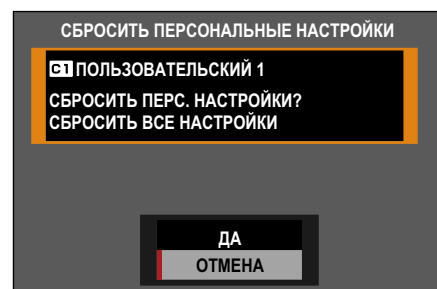 СБРОСИТЬ ПЕРСОНАЛЬНЫЕ НАСТРОЙКИ
C1 ПОЛЬЗОВАТЕЛЬСКИЙ 1
СБРОСИТЬ ПЕРС. НАСТРОЙКИ?
СБРОСИТЬ ВСЕ НАСТРОЙКИ
ДА
ОТМЕНА